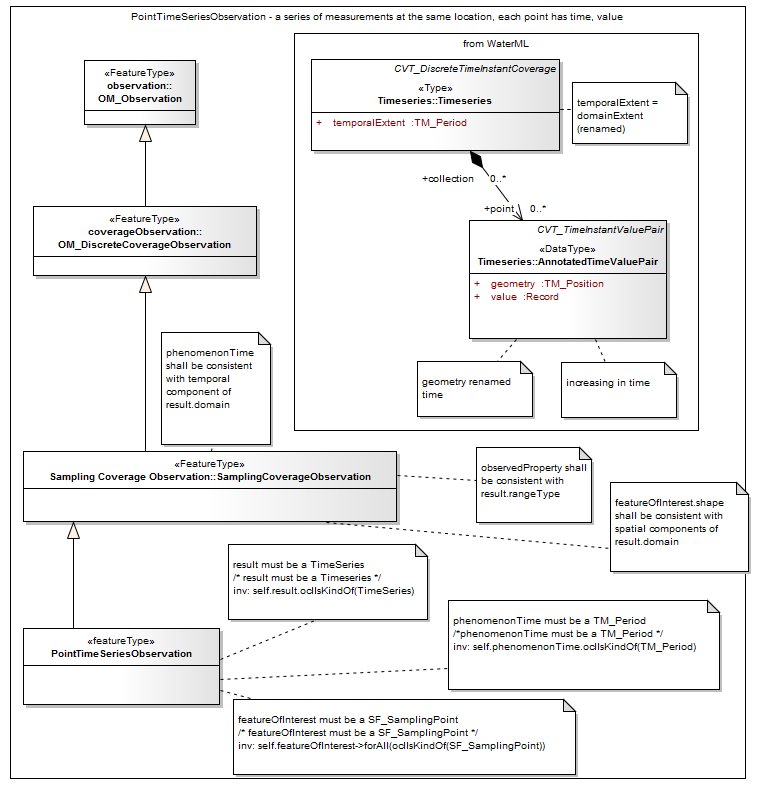 PointTimeSeriesObservation - a series of measurements at the same location, each point has time, value
«FeatureType»
observation::
OM_Observation
from WaterML
CVT_DiscreteTimeInstantCoverage
«Type»
Timeseries::Timeseries
+ temporalExtent :TM_Period
temporalExtent =
domainExtent
(renamed)
+collection 0..*
+point 0..*
«FeatureType»
coverageObservation::
OM_DiscreteCoverageObservation
CVT_TimeInstantValuePair
«DataType»
Timeseries::AnnotatedTimeValuePair
+ geometry :TM_Position
+ value :Record
phenomenonTime
shall be consistent
with temporal
component of
result.domain
geometry renamed
time
increasing in time
«FeatureType»
Sampling Coverage Observation::SamplingCoverageObservation
observedProperty shall
be consistent with
result.rangeType
featureOfInterest.shape
shall be consistent with
spatial components of
result.domain
result must be a TimeSeries
/* result must be a Timeseries */
inv: self.result.oclIsKindOf(TimeSeries)
phenomenonTime must be a TM_Period
/*phenomenonTime must be a TM_Period */
inv: self.phenomenonTime.oclIsKindOf(TM_Period)
«featureType»
PointTimeSeriesObservation
featureOfInterest must be a SF_SamplingPoint
/* featureOfInterest must be a SF_SamplingPoint */
inv: self.featureOfInterest->forAll(oclIsKindOf(SF_SamplingPoint))